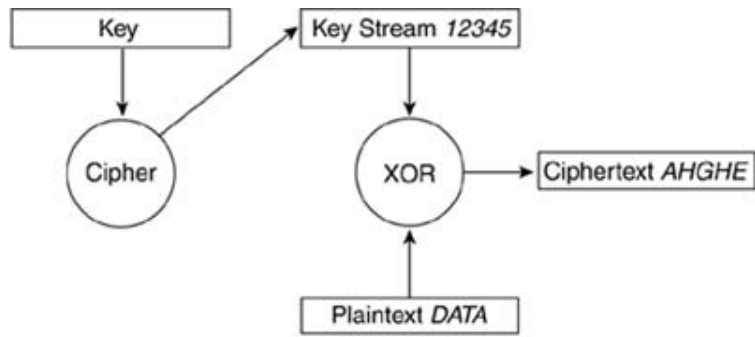 Key
Key Stream 12345
Cipher
XOR
Ciphertext AHGHE
Plaintext DATA